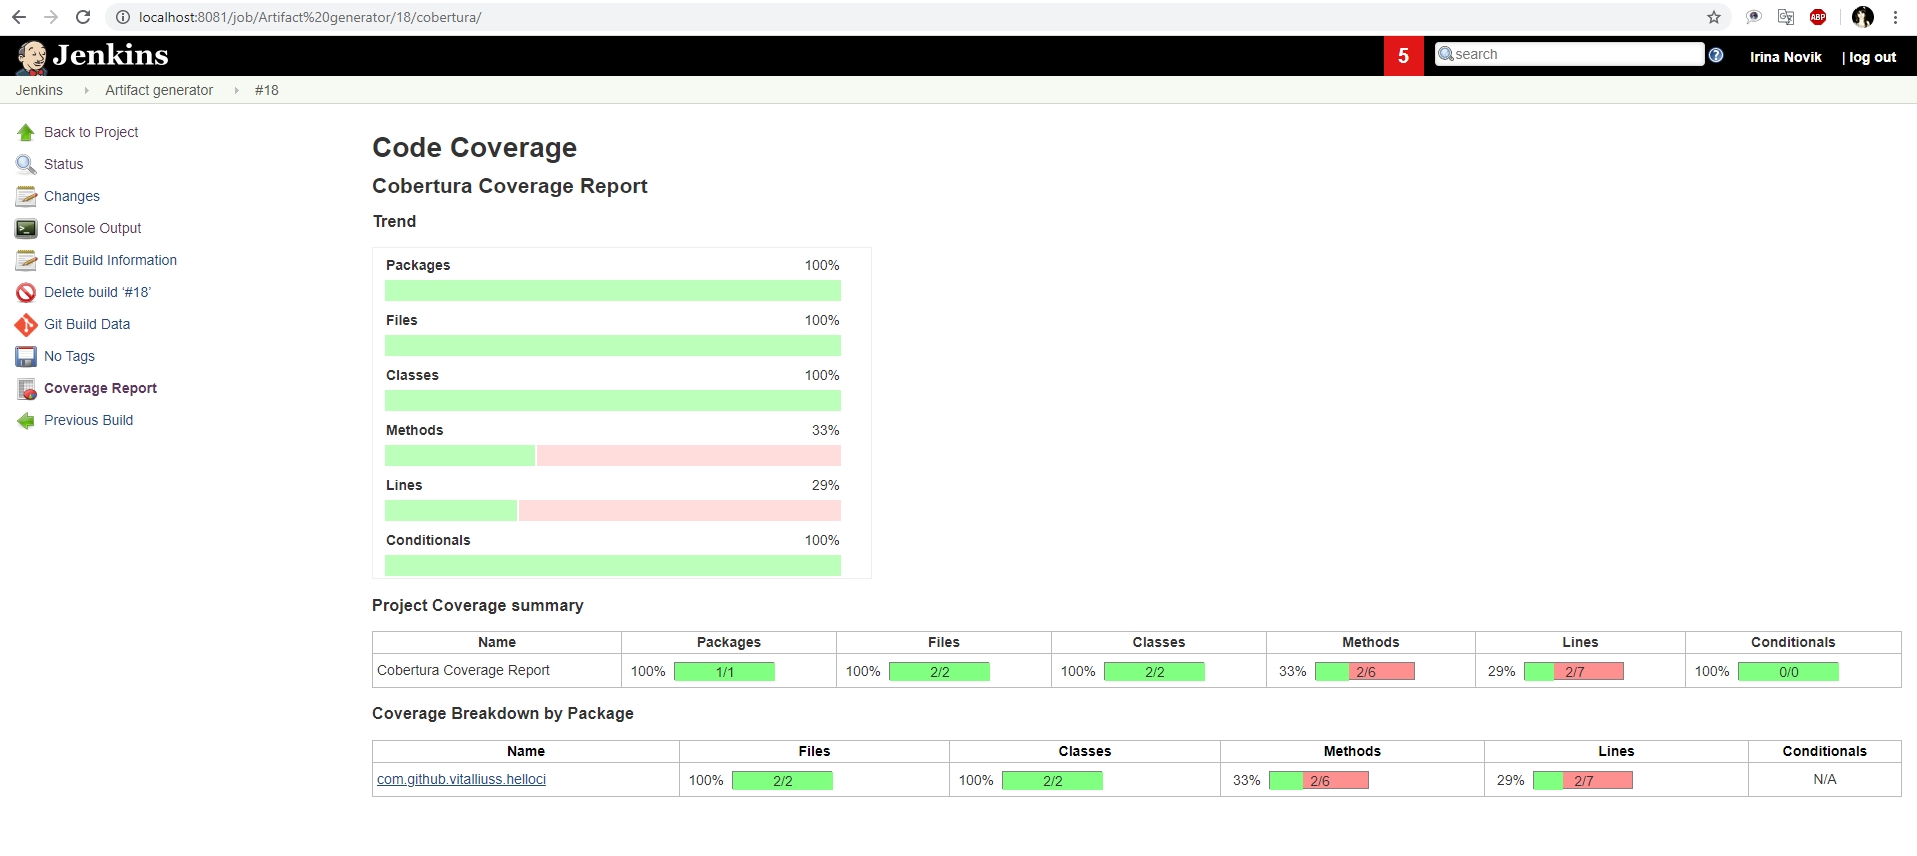 localhost:8081/job/Artifact%20generator/18/cobertura/
ABP
Jenkins
5
search
?
Irina Novik
| log out
Jenkins
Artifact generator
#18
Back to Project
Status
Changes
Console Output
Edit Build Information
Delete build ‘#18’
Git Build Data
No Tags
Coverage Report
Previous Build
Code Coverage
Cobertura Coverage Report
Trend
Packages 100%
Files 100%
Classes 100%
Methods 33%
Lines 29%
Conditionals 100%
Project Coverage summary
Name Packages Files Classes Methods Lines Conditionals
Cobertura Coverage Report 100% 1/1 100% 2/2 100% 2/2 33% 2/6 29% 2/7 100% 0/0
Coverage Breakdown by Package
Name Files Classes Methods Lines Conditionals
com.github.vitalliuss.helloci 100% 2/2 100% 2/2 33% 2/6 29% 2/7 N/A